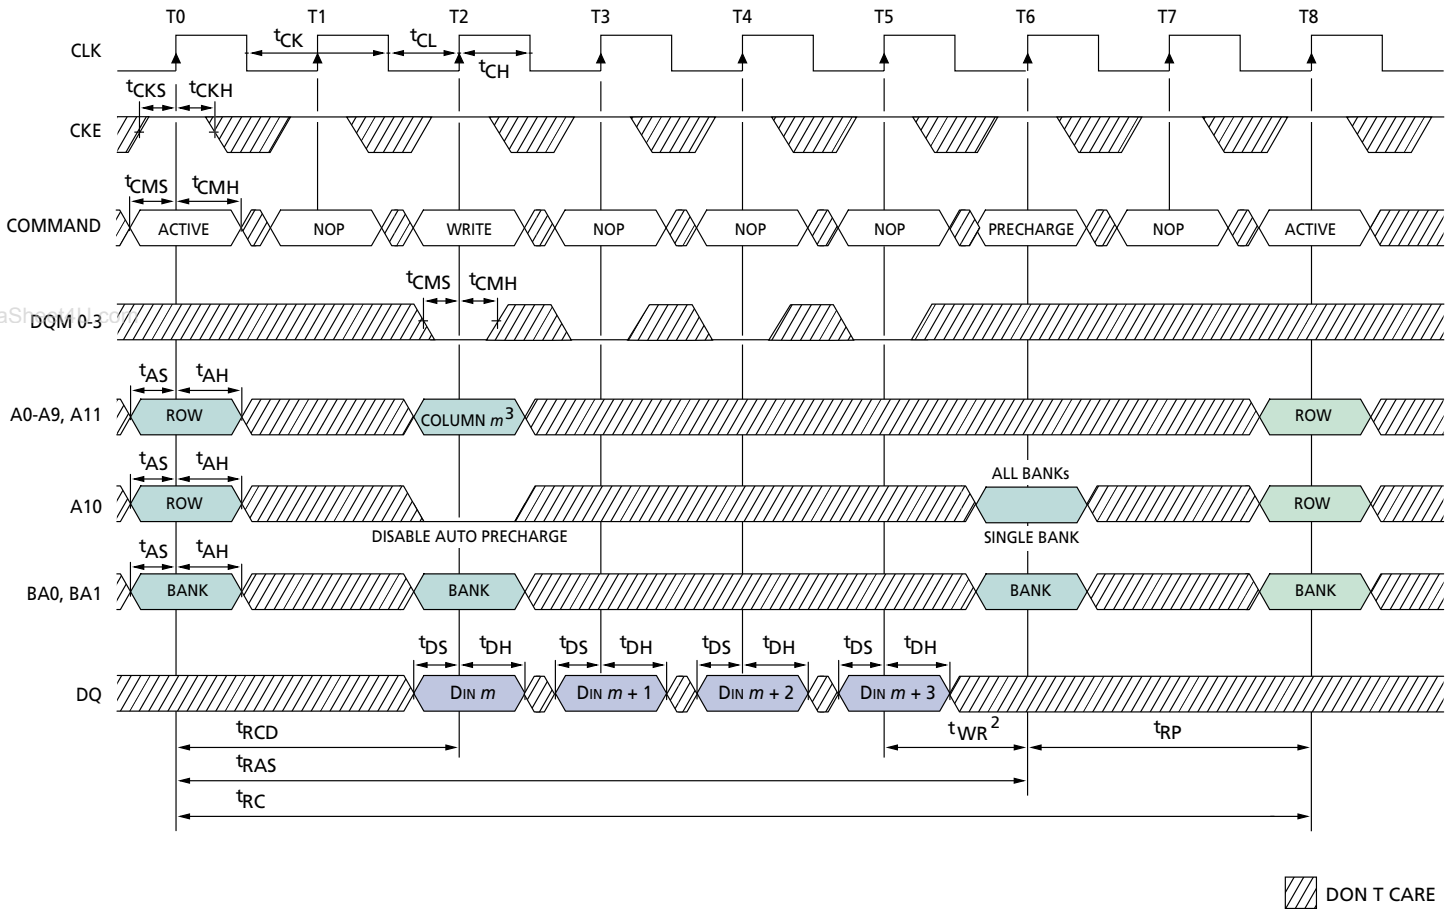 T0 T1 T2 T3 T4 T5 T6 T7 T8
CLK tCK tCL tCH
tCKS tCKH
CKE
tCMS tCMH
COMMAND ACTIVE NOP WRITE NOP NOP NOP PRECHARGE NOP ACTIVE
tCMS tCMH
DQM 0-3
tAS tAH
A0-A9, A11 ROW COLUMN m3 ROW
tAS tAH ALL BANKs
A10 ROW ROW
DISABLE AUTO PRECHARGE SINGLE BANK
tAS tAH
BA0, BA1 BANK BANK BANK BANK
tDS tDH tDS tDH tDS tDH tDS tDH
DQ DIN m DIN m + 1 DIN m + 2 DIN m + 3
tRCD tWR 2 tRP
tRAS
tRC
DON T CARE